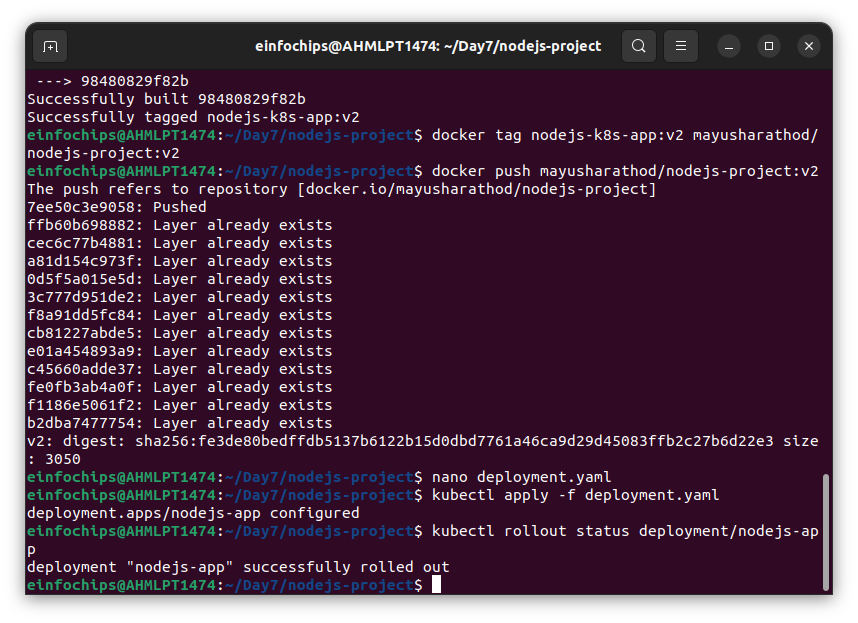 einfochips@AHMLPT1474: ~/Day7/nodejs-project
---> 98480829f82b
Successfully built 98480829f82b
Successfully tagged nodejs-k8s-app:v2
einfochips@AHMLPT1474:~/Day7/nodejs-project$ docker tag nodejs-k8s-app:v2 mayusharathod/
nodejs-project:v2
einfochips@AHMLPT1474:~/Day7/nodejs-project$ docker push mayusharathod/nodejs-project:v2
The push refers to repository [docker.io/mayusharathod/nodejs-project]
7ee50c3e9058: Pushed
ffb60b698882: Layer already exists
cec6c77b4881: Layer already exists
a81d154c973f: Layer already exists
0d5f5a015e5d: Layer already exists
3c777d951de2: Layer already exists
f8a91dd5fc84: Layer already exists
cb81227abde5: Layer already exists
e01a454893a9: Layer already exists
c45660adde37: Layer already exists
fe0fb3ab4a0f: Layer already exists
f1186e5061f2: Layer already exists
b2dba7477754: Layer already exists
v2: digest: sha256:fe3de80bedffdb5137b6122b15d0dbd7761a46ca9d29d45083ffb2c27b6d22e3 size
: 3050
einfochips@AHMLPT1474:~/Day7/nodejs-project$ nano deployment.yaml
einfochips@AHMLPT1474:~/Day7/nodejs-project$ kubectl apply -f deployment.yaml
deployment.apps/nodejs-app configured
einfochips@AHMLPT1474:~/Day7/nodejs-project$ kubectl rollout status deployment/nodejs-ap
p
deployment "nodejs-app" successfully rolled out
einfochips@AHMLPT1474:~/Day7/nodejs-project$